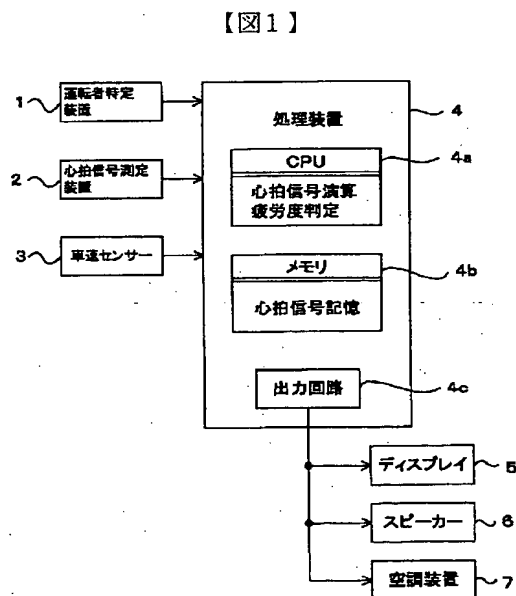 【図1】
1
運転者特定
装置
2
心拍信号測定
装置
3
車速センサー
処理装置
4
CPU
4a
心拍信号演算
疲労度判定
メモリ
4b
心拍信号記憶
出力回路
4c
ディスプレイ
5
スピーカー
6
空調装置
7